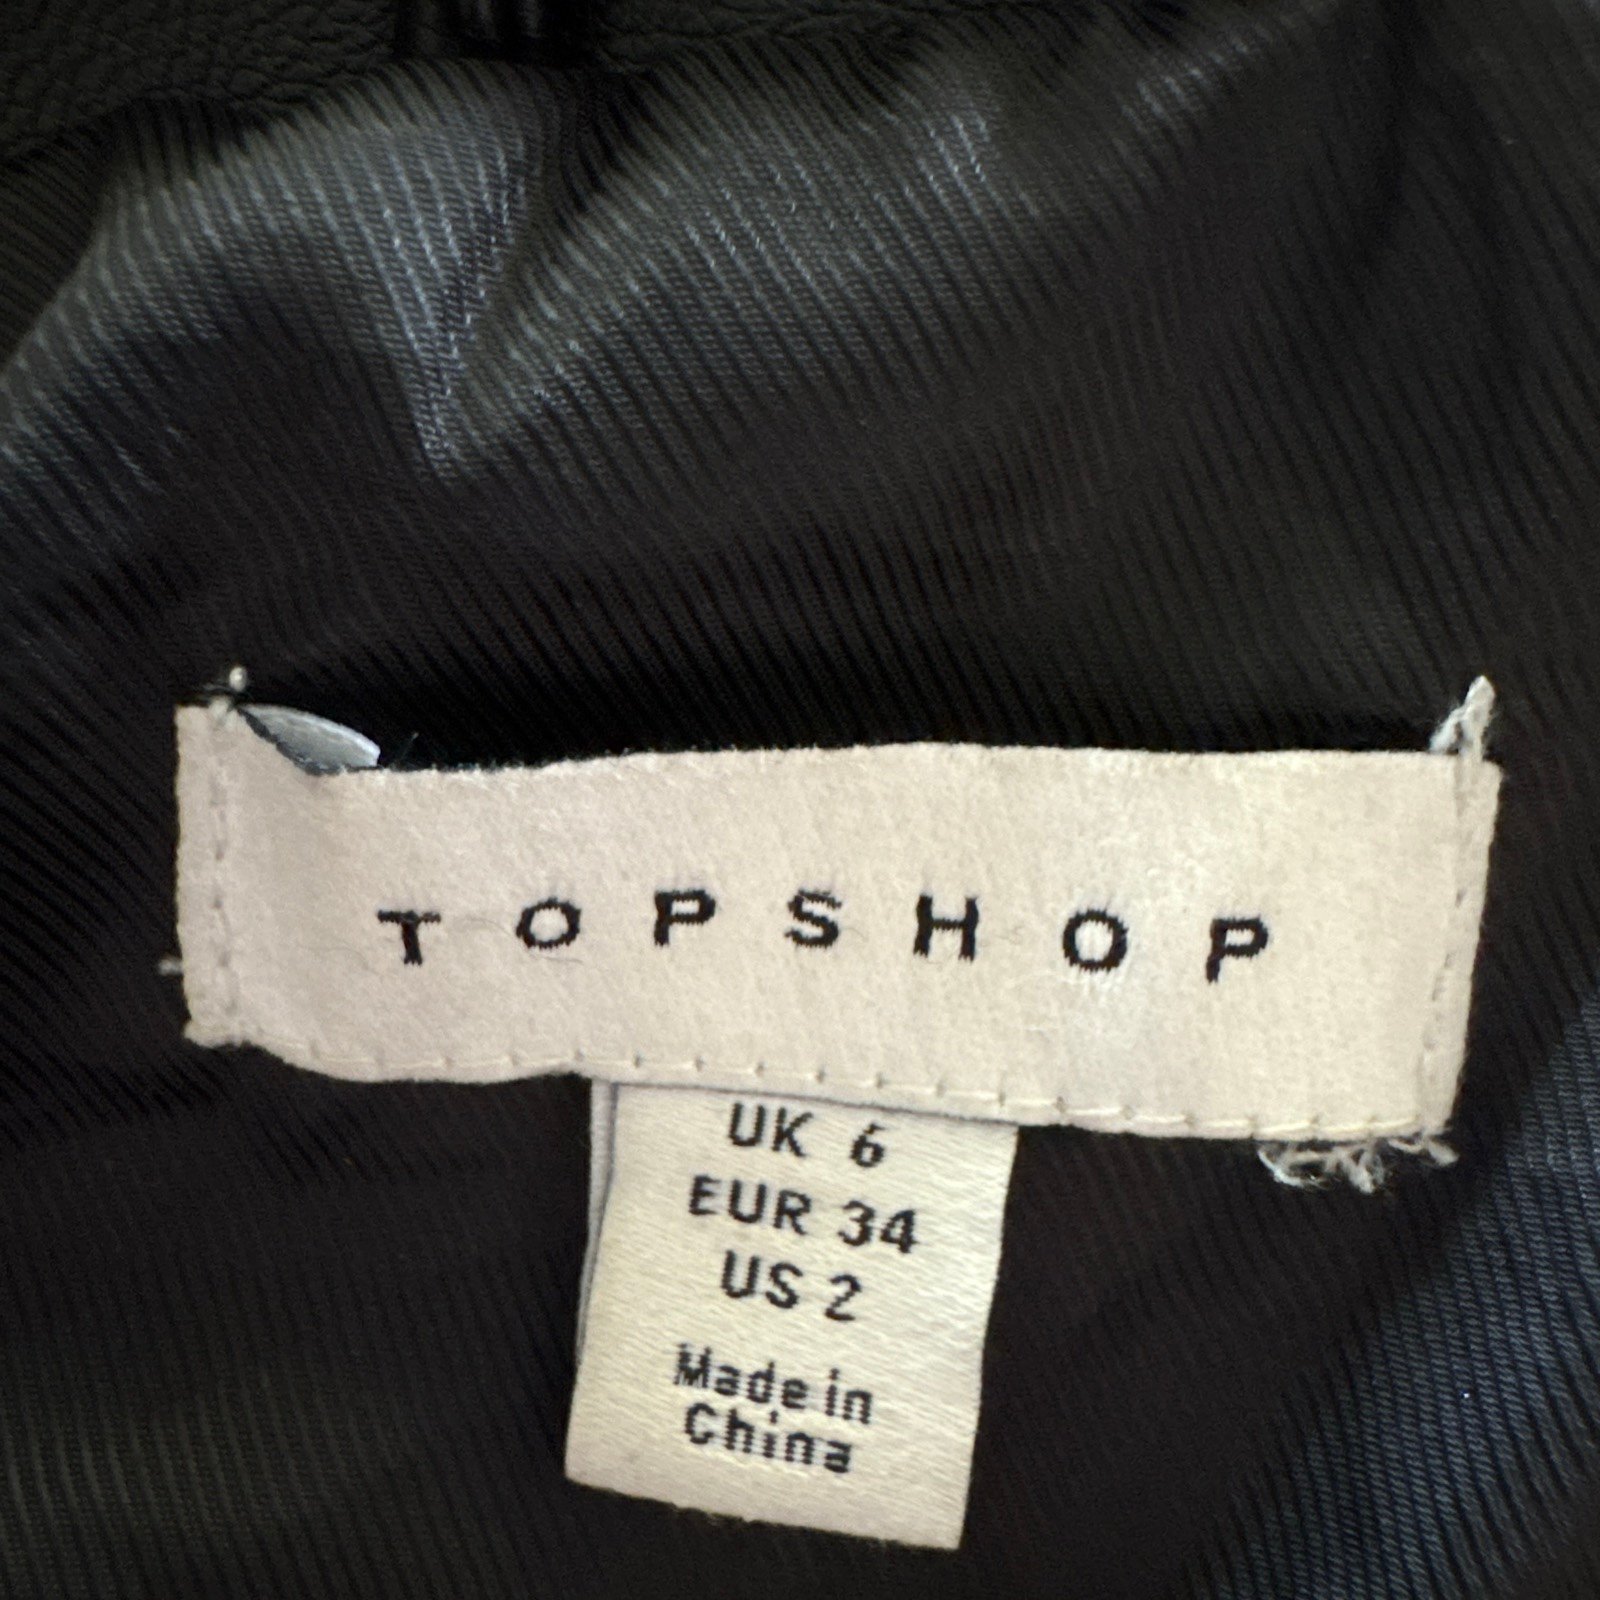 TOPSHOP
UK 6
EUR 34
US 2
Made in
China